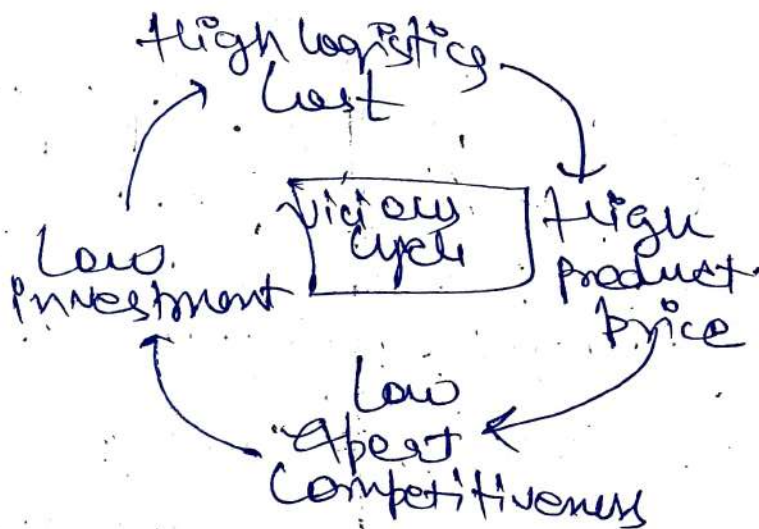 High logistics
Cost
High
product
price
Low
Export
Competitiveness
Low
investment
Vicious
Cycle